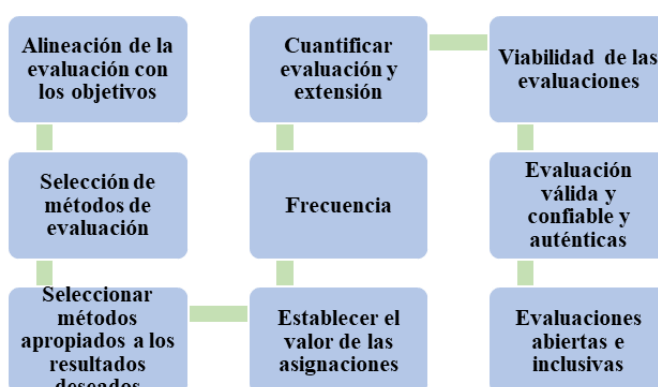 Alineación de la
evaluación con
los objetivos
Selección de
métodos de
evaluación
Seleccionar
métodos
apropiados a los
resultados
deseados
Establecer el
valor de las
asignaciones
Frecuencia
Cuantificar
evaluación y
extensión
Viabilidad de las
evaluaciones
Evaluación
válida y
confiable y
auténticas
Evaluaciones
abiertas e
inclusivas